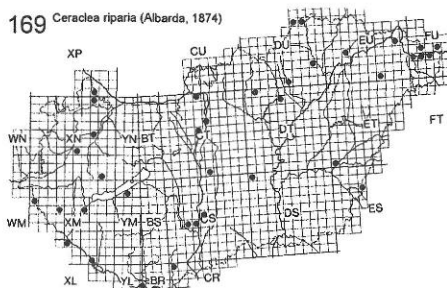 169 Ceraclea riparia (Albarda, 1874)
XP CU DU EU FU
WN XN YN BT DT ET FT
WM XM YM BS CS DS ES
XL YL BR CR